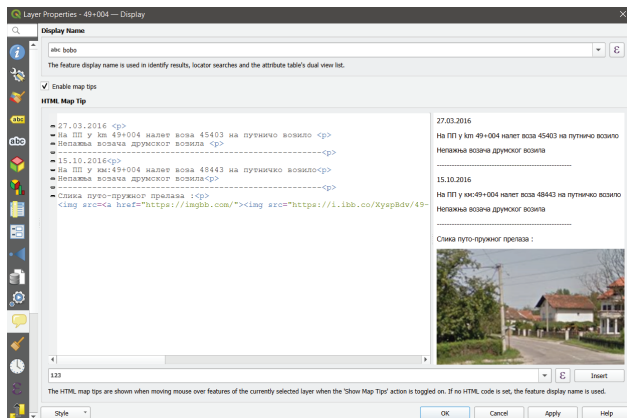 Layer Properties - 49+004 — Display
Display Name
abc bobo
The feature display name is used in identify results, locator searches and the attribute table's dual view list.
Enable map tips
HTML Map Tip
27.03.2016 <p>
На ПП у km 49+004 налет воза 45403 на путничо возило <p>
Непажња возача друмског возила <p>
--------------------------------------------------<p>
15.10.2016<p>
На ПП у км:49+004 налет воза 48443 на путничко возило<p>
Непажња возача друмског возила<p>
--------------------------------------------------<p>
Слика путо-пружног прелаза :<p>
<img src=<a href="https://imgbb.com/"><img src="https://i.ibb.co/XyspBdv/49-
27.03.2016
На ПП у km 49+004 налет воза 45403 на путничо возило
Непажња возача друмског возила
--------------------------------------------------
15.10.2016
На ПП у км:49+004 налет воза 48443 на путничко возило
Непажња возача друмског возила
--------------------------------------------------
Слика путо-пружног прелаза :
123
ε
Insert
The HTML map tips are shown when moving mouse over features of the currently selected layer when the 'Show Map Tips' action is toggled on. If no HTML code is set, the feature display name is used.
Style
OK
Cancel
Apply
Help